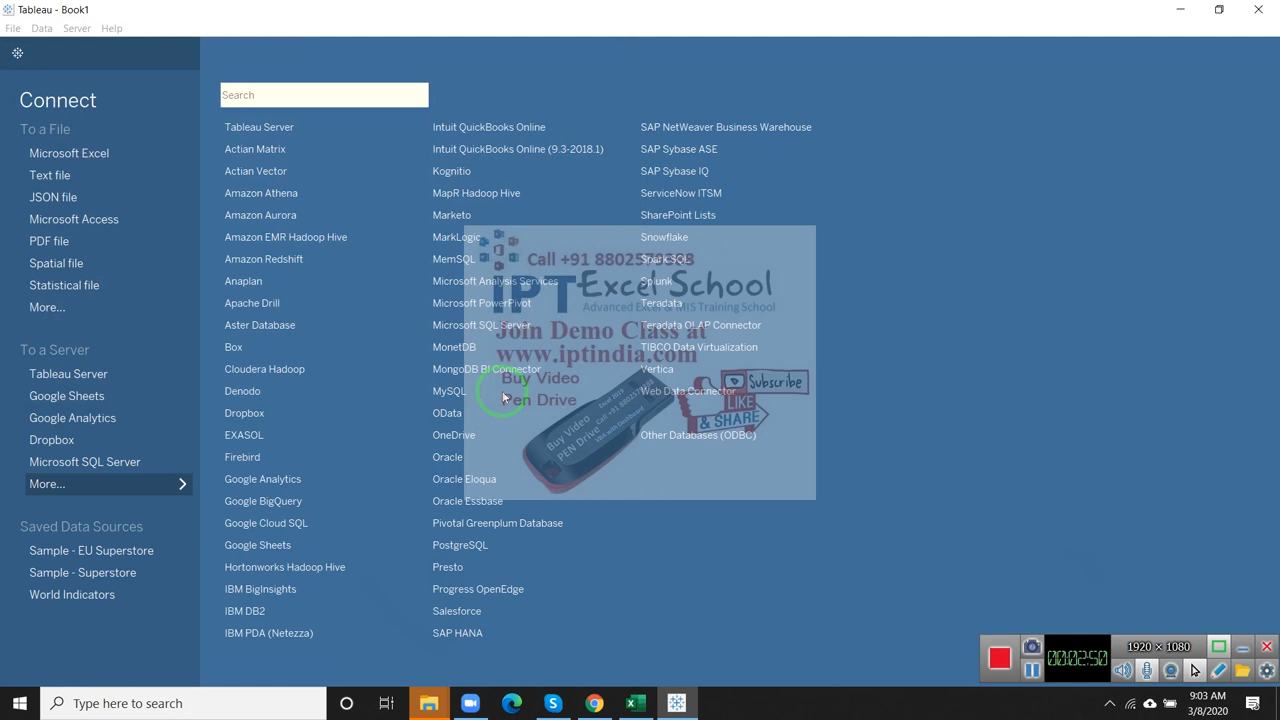 Tableau - Book1
File Data Server Help
Connect
To a File
Microsoft Excel
Text file
JSON file
Microsoft Access
PDF file
Spatial file
Statistical file
More...
To a Server
Tableau Server
Google Sheets
Google Analytics
Dropbox
Microsoft SQL Server
More...
Saved Data Sources
Sample - EU Superstore
Sample - Superstore
World Indicators
Search
Tableau Server
Actian Matrix
Actian Vector
Amazon Athena
Amazon Aurora
Amazon EMR Hadoop Hive
Amazon Redshift
Anaplan
Apache Drill
Aster Database
Box
Cloudera Hadoop
Denodo
Dropbox
EXASOL
Firebird
Google Analytics
Google BigQuery
Google Cloud SQL
Google Sheets
Hortonworks Hadoop Hive
IBM BigInsights
IBM DB2
IBM PDA (Netezza)
Intuit QuickBooks Online
Intuit QuickBooks Online (9.3-2018.1)
Kognitio
MapR Hadoop Hive
Marketo
MarkLogic
MemSQL
Microsoft Analysis Services
Microsoft PowerPivot
Microsoft SQL Server
MonetDB
MongoDB BI Connector
MySQL
OData
OneDrive
Oracle
Oracle Eloqua
Oracle Essbase
Pivotal Greenplum Database
PostgreSQL
Presto
Progress OpenEdge
Salesforce
SAP HANA
SAP NetWeaver Business Warehouse
SAP Sybase ASE
SAP Sybase IQ
ServiceNow ITSM
SharePoint Lists
Snowflake
Spark SQL
Splunk
Teradata
Teradata OLAP Connector
TIBCO Data Virtualization
Vertica
Web Data Connector
Other Databases (ODBC)
IPT Excel School
Advanced Excel & MIS Training School
Join Demo Class at
www.iptindia.com
Buy Video
Pen Drive
Buy Video
PEN Drive
Subscribe
LIKE
& SHARE
00:02:50
1920 × 1080
Type here to search
9:03 AM
3/8/2020